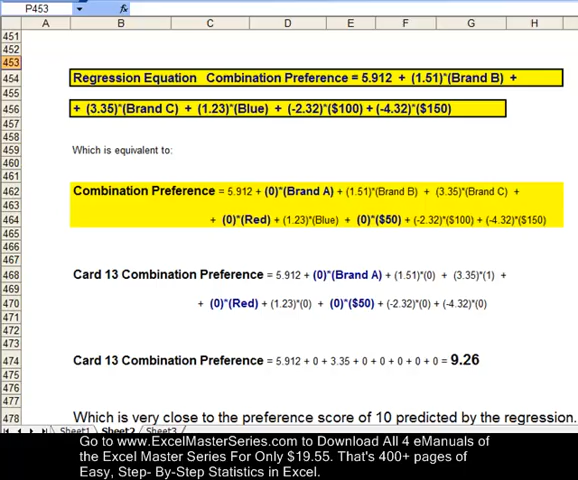 P453 fx
A B C D E F G H
451
452
453
454 Regression Equation Combination Preference = 5.912 + (1.51)*(Brand B) +
455
456 + (3.35)*(Brand C) + (1.23)*(Blue) + (-2.32)*($100) + (-4.32)*($150)
457
458
459 Which is equivalent to:
460
461
462 Combination Preference = 5.912 + (0)*(Brand A) + (1.51)*(Brand B) + (3.35)*(Brand C) +
463
464 + (0)*(Red) + (1.23)*(Blue) + (0)*($50) + (-2.32)*($100) + (-4.32)*($150)
465
466
467
468 Card 13 Combination Preference = 5.912 + (0)*(Brand A) + (1.51)*(0) + (3.35)*(1) +
469
470 + (0)*(Red) + (1.23)*(0) + (0)*($50) + (-2.32)*(0) + (-4.32)*(0)
471
472
473
474 Card 13 Combination Preference = 5.912 + 0 + 3.35 + 0 + 0 + 0 + 0 + 0 = 9.26
475
476
477
478 Which is very close to the preference score of 10 predicted by the regression.
Sheet1 Sheet2 Sheet3
Go to www.ExcelMasterSeries.com to Download All 4 eManuals of
the Excel Master Series For Only $19.55. That's 400+ pages of
Easy, Step- By-Step Statistics in Excel.